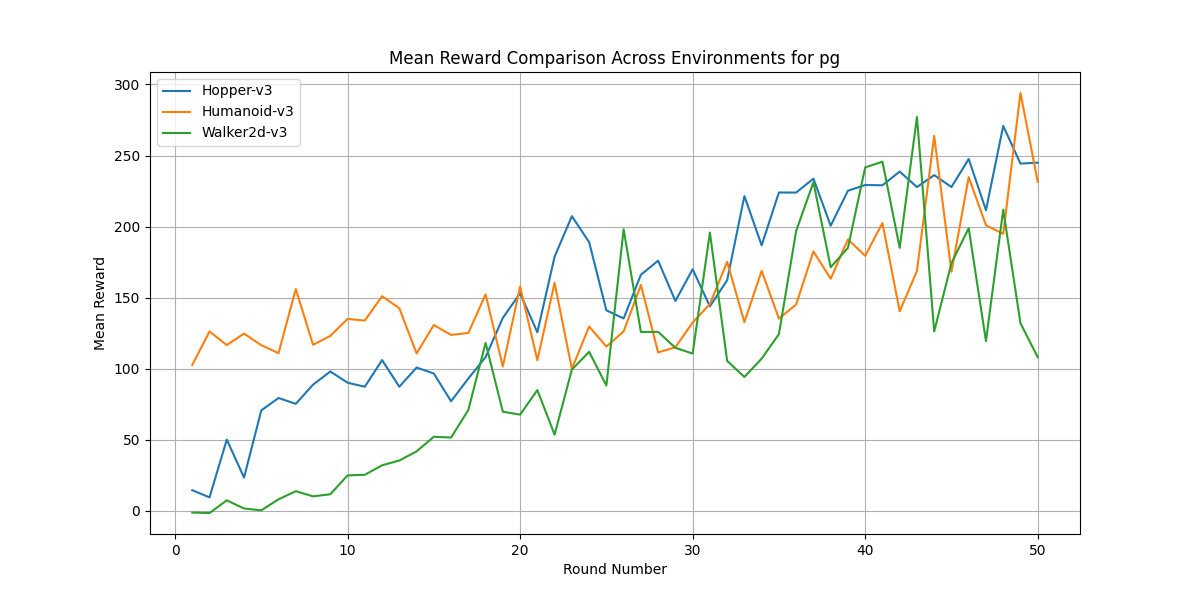 Mean Reward Comparison Across Environments for pg
Hopper-v3
Humanoid-v3
Walker2d-v3
300
250
200
150
100
50
0
Mean Reward
0 10 20 30 40 50
Round Number